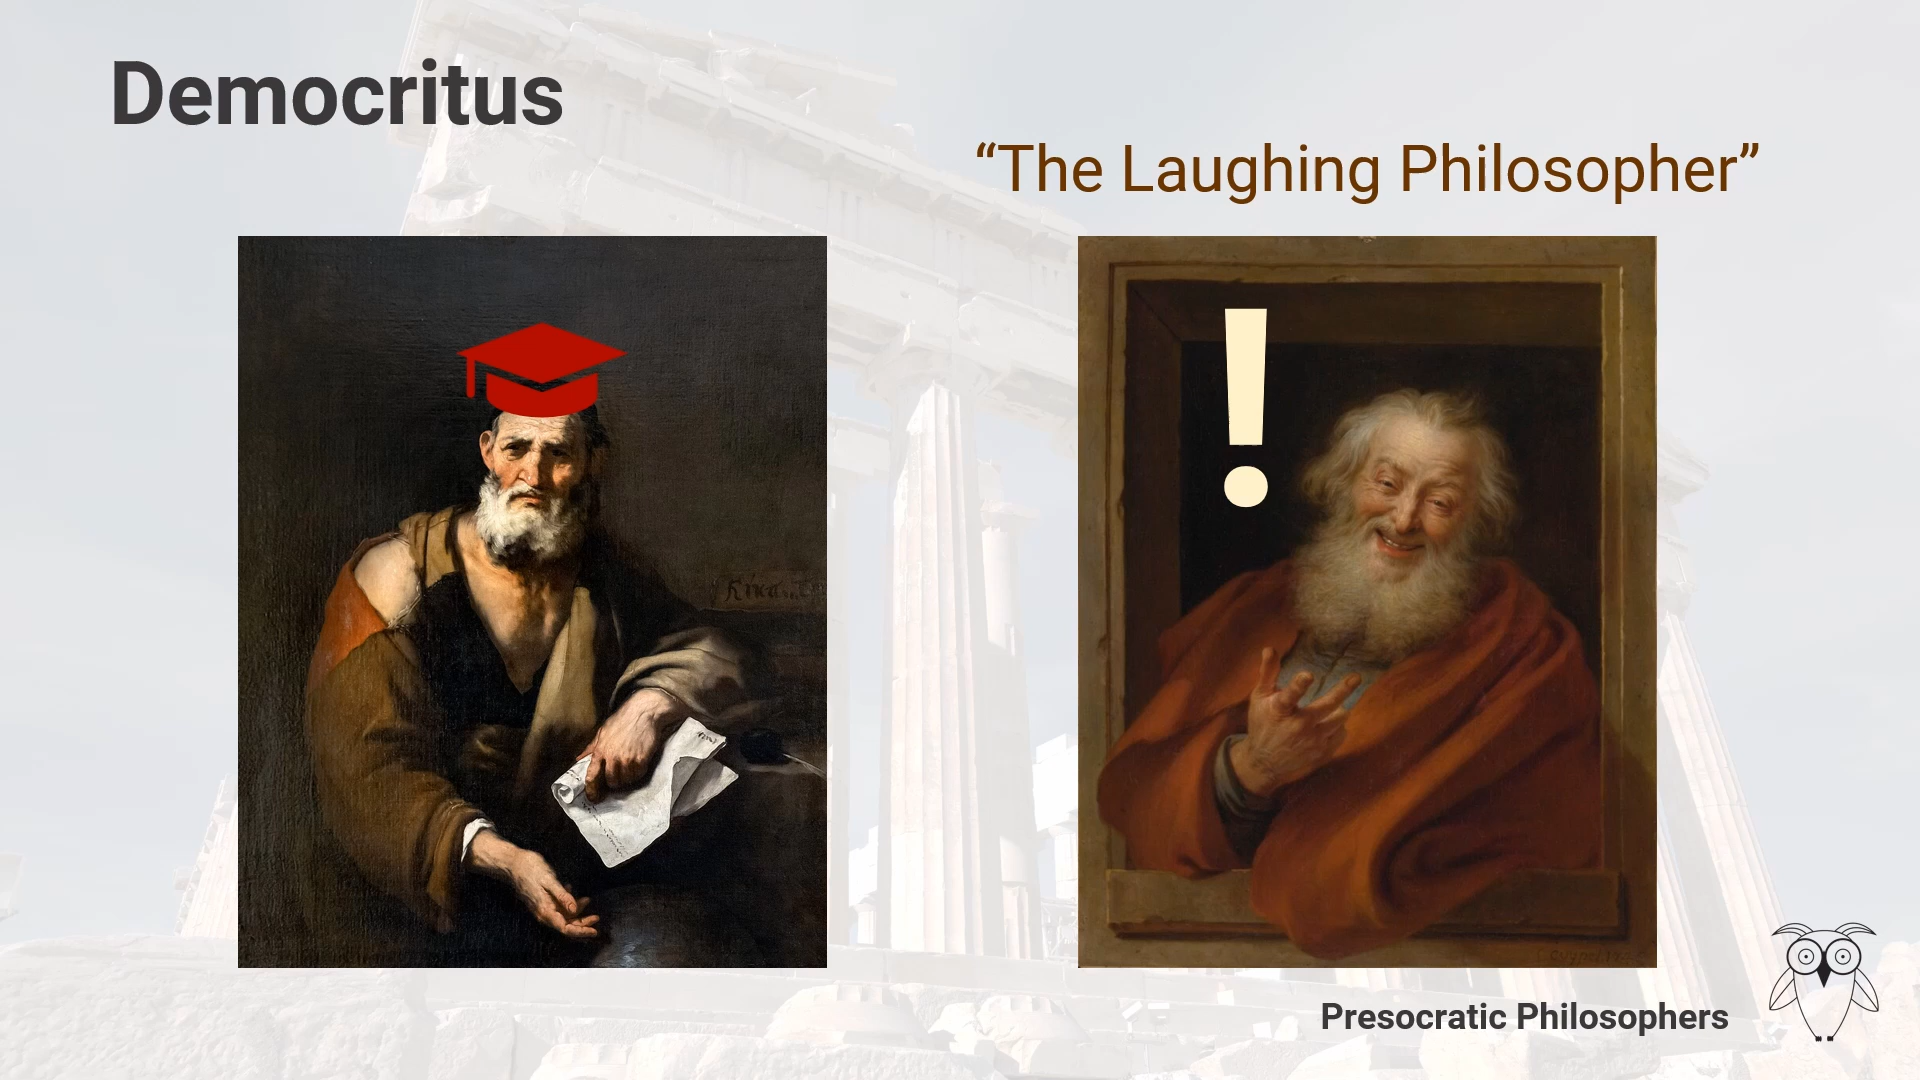 Democritus
“The Laughing Philosopher”
Presocratic Philosophers